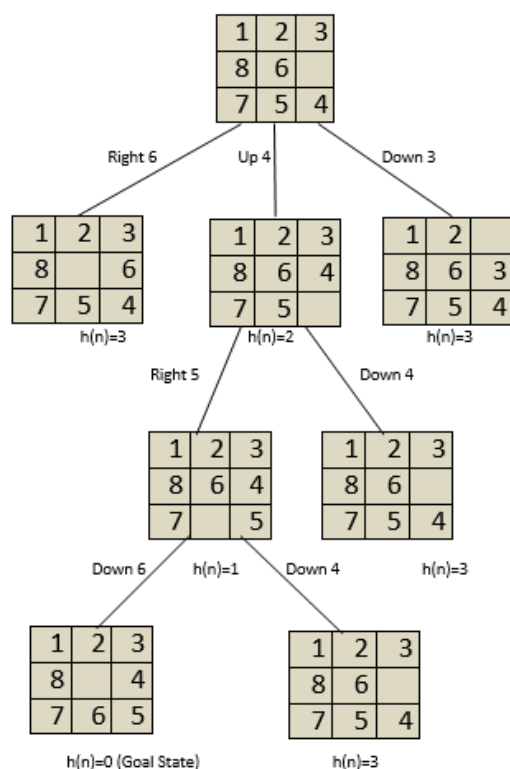 1 2 3
8 6
7 5 4
Right 6 Up 4 Down 3
1 2 3 1 2 3 1 2
8 6 8 6 4 8 6 3
7 5 4 7 5 7 5 4
h(n)=3 h(n)=2 h(n)=3
Right 5 Down 4
1 2 3 1 2 3
8 6 4 8 6
7 5 7 5 4
Down 6 h(n)=1 Down 4 h(n)=3
1 2 3 1 2 3
8 4 8 6
7 6 5 7 5 4
h(n)=0 (Goal State) h(n)=3